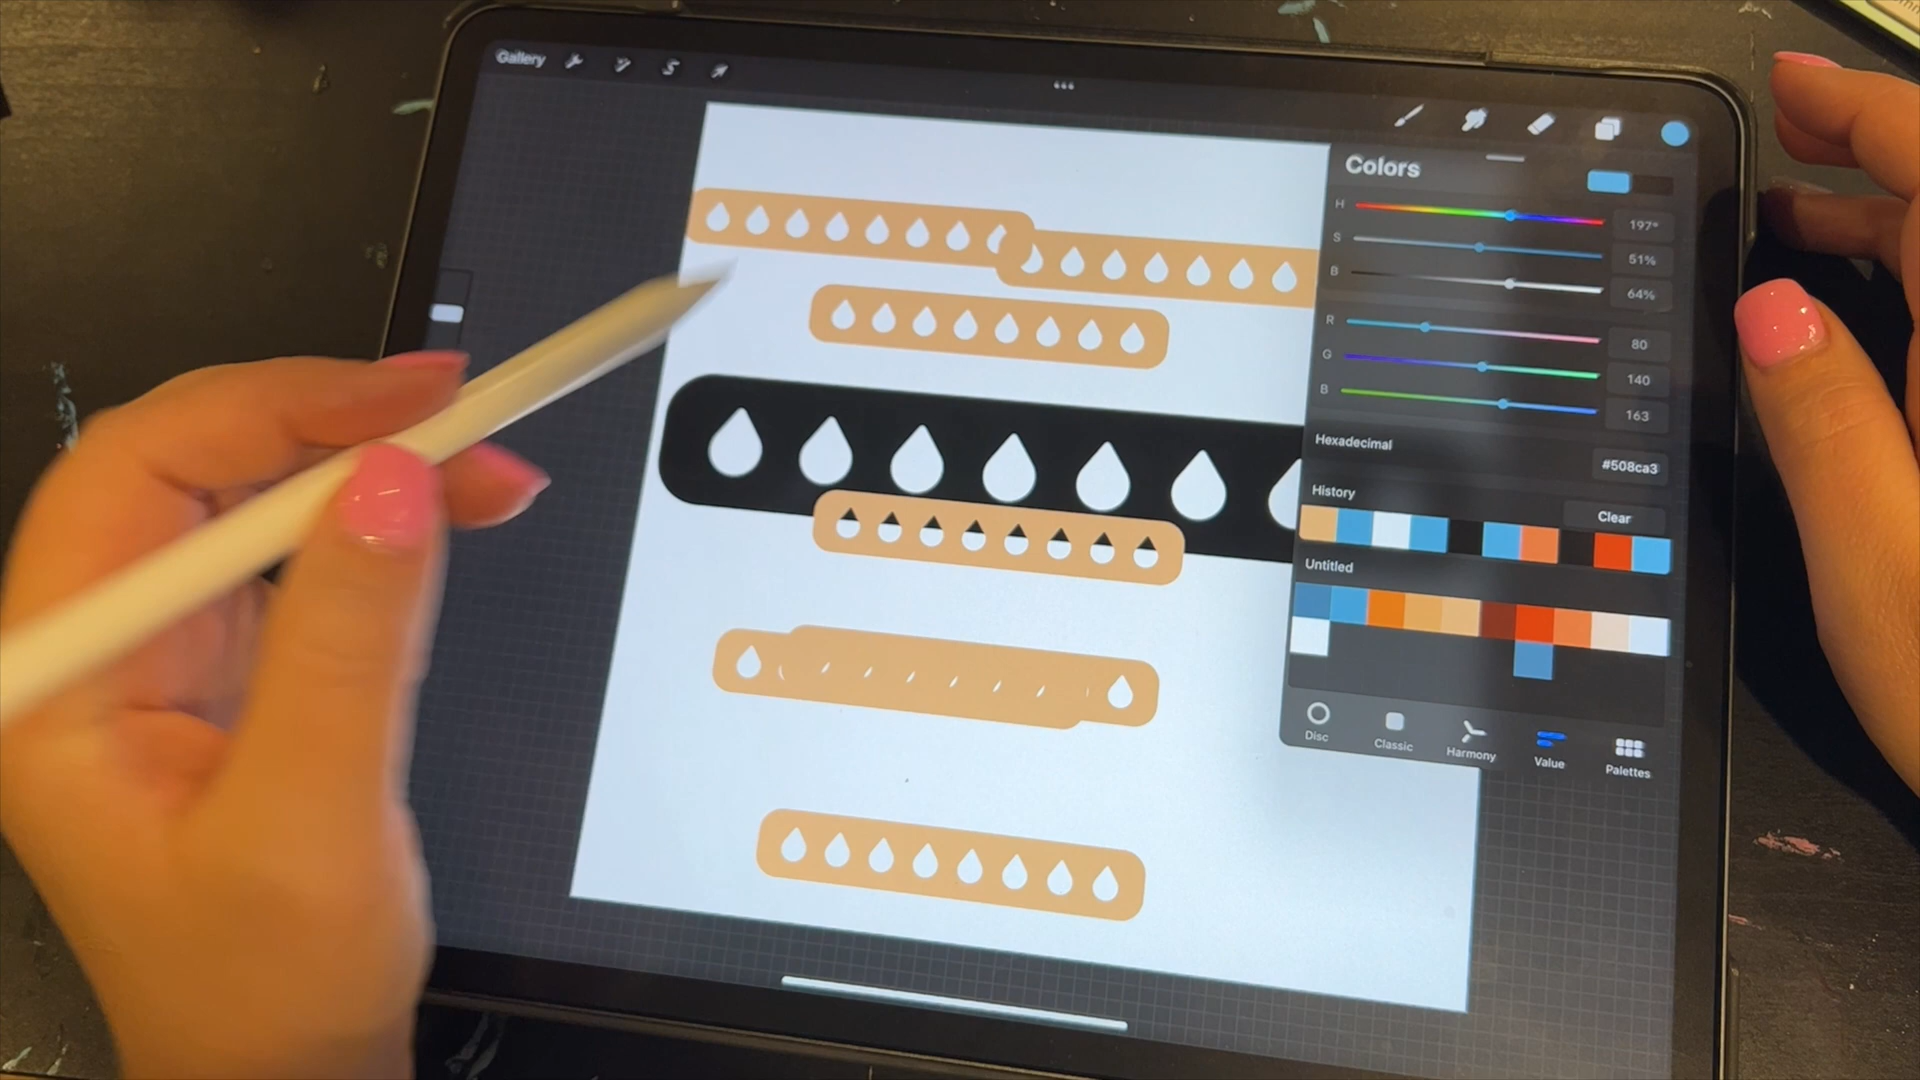 Gallery
Colors
H 197°
S 51%
B 64%
R 80
G 140
B 163
Hexadecimal
#508ca3
History
Clear
Untitled
Disc
Classic
Harmony
Value
Palettes